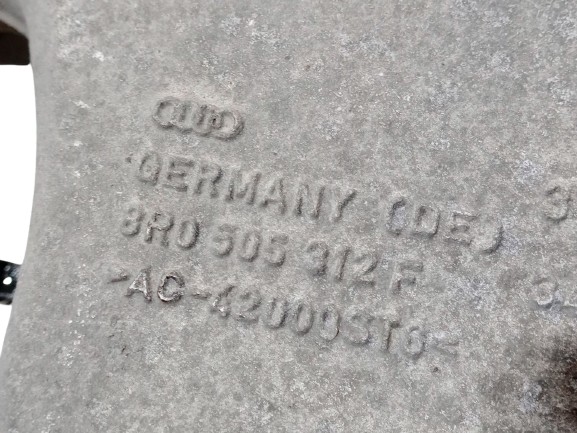 GERMANY (DE)
8R0 505 312 F
-AC-42000ST6-